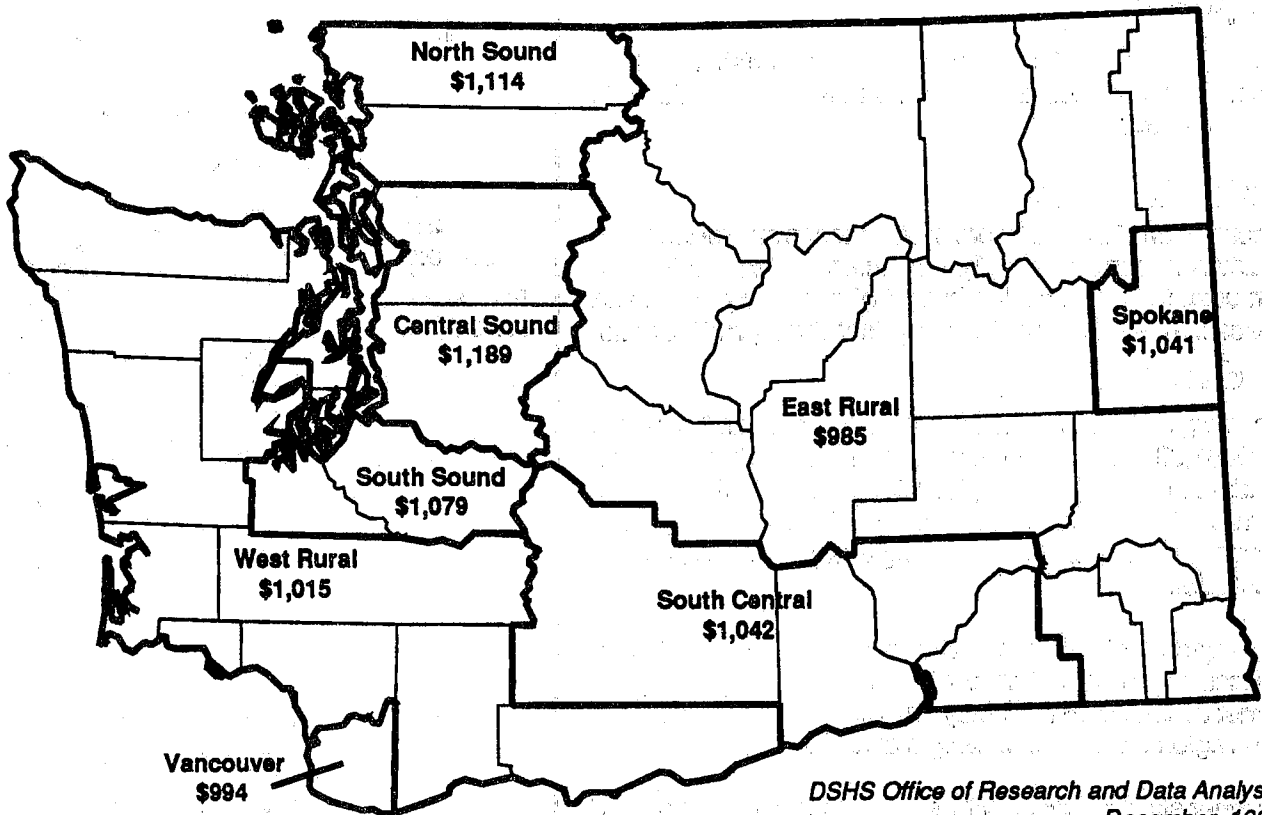 North Sound
$1,114
Central Sound
$1,189
Spokane
$1,041
East Rural
$985
South Sound
$1,079
West Rural
$1,015
South Central
$1,042
Vancouver
$994
DSHS Office of Research and Data Analys
December